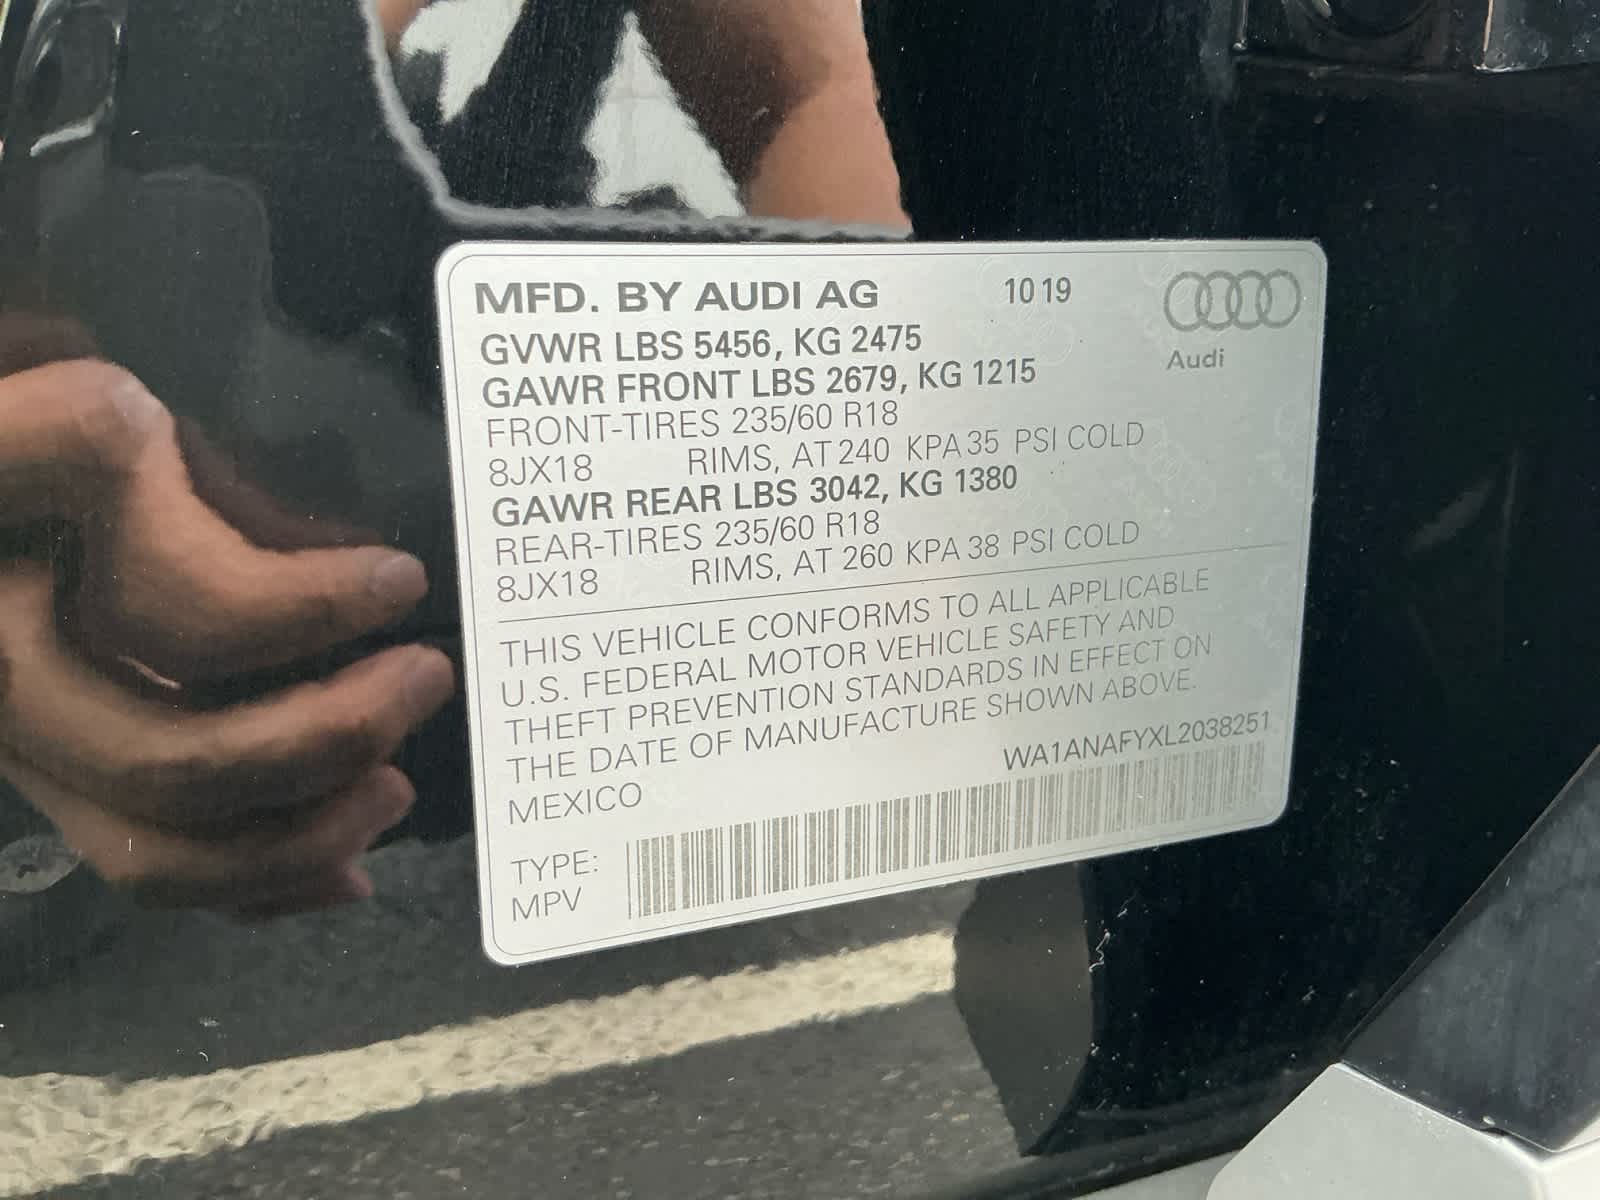 MFD. BY AUDI AG 10 19
Audi
GVWR LBS 5456, KG 2475
GAWR FRONT LBS 2679, KG 1215
FRONT-TIRES 235/60 R18
8JX18 RIMS, AT 240 KPA 35 PSI COLD
GAWR REAR LBS 3042, KG 1380
REAR-TIRES 235/60 R18
8JX18 RIMS, AT 260 KPA 38 PSI COLD
THIS VEHICLE CONFORMS TO ALL APPLICABLE
U.S. FEDERAL MOTOR VEHICLE SAFETY AND
THEFT PREVENTION STANDARDS IN EFFECT ON
THE DATE OF MANUFACTURE SHOWN ABOVE.
MEXICO WA1ANAFYXL2038251
TYPE:
MPV